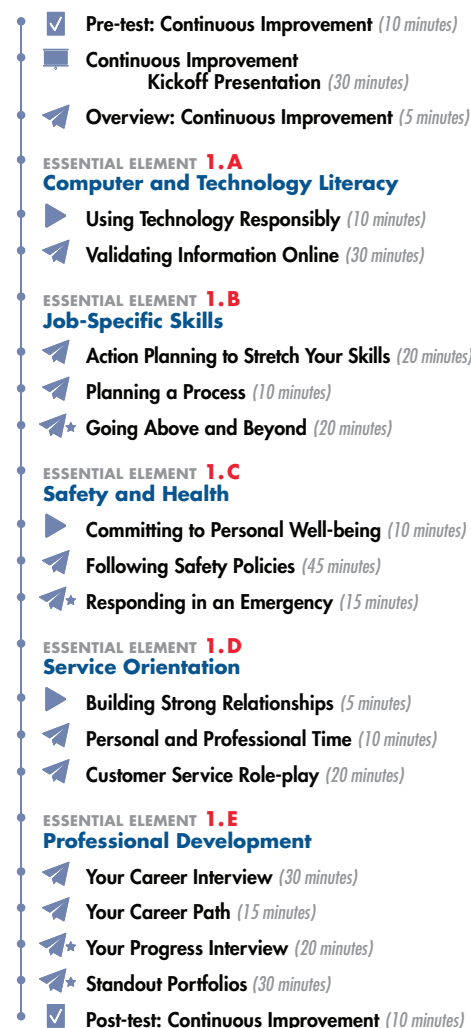 Pre-test: Continuous Improvement (10 minutes)
Continuous Improvement
Kickoff Presentation (30 minutes)
Overview: Continuous Improvement (5 minutes)
ESSENTIAL ELEMENT 1.A
Computer and Technology Literacy
Using Technology Responsibly (10 minutes)
Validating Information Online (30 minutes)
ESSENTIAL ELEMENT 1.B
Job-Specific Skills
Action Planning to Stretch Your Skills (20 minutes)
Planning a Process (10 minutes)
Going Above and Beyond (20 minutes)
ESSENTIAL ELEMENT 1.C
Safety and Health
Committing to Personal Well-being (10 minutes)
Following Safety Policies (45 minutes)
Responding in an Emergency (15 minutes)
ESSENTIAL ELEMENT 1.D
Service Orientation
Building Strong Relationships (5 minutes)
Personal and Professional Time (10 minutes)
Customer Service Role-play (20 minutes)
ESSENTIAL ELEMENT 1.E
Professional Development
Your Career Interview (30 minutes)
Your Career Path (15 minutes)
Your Progress Interview (20 minutes)
Standout Portfolios (30 minutes)
Post-test: Continuous Improvement (10 minutes)